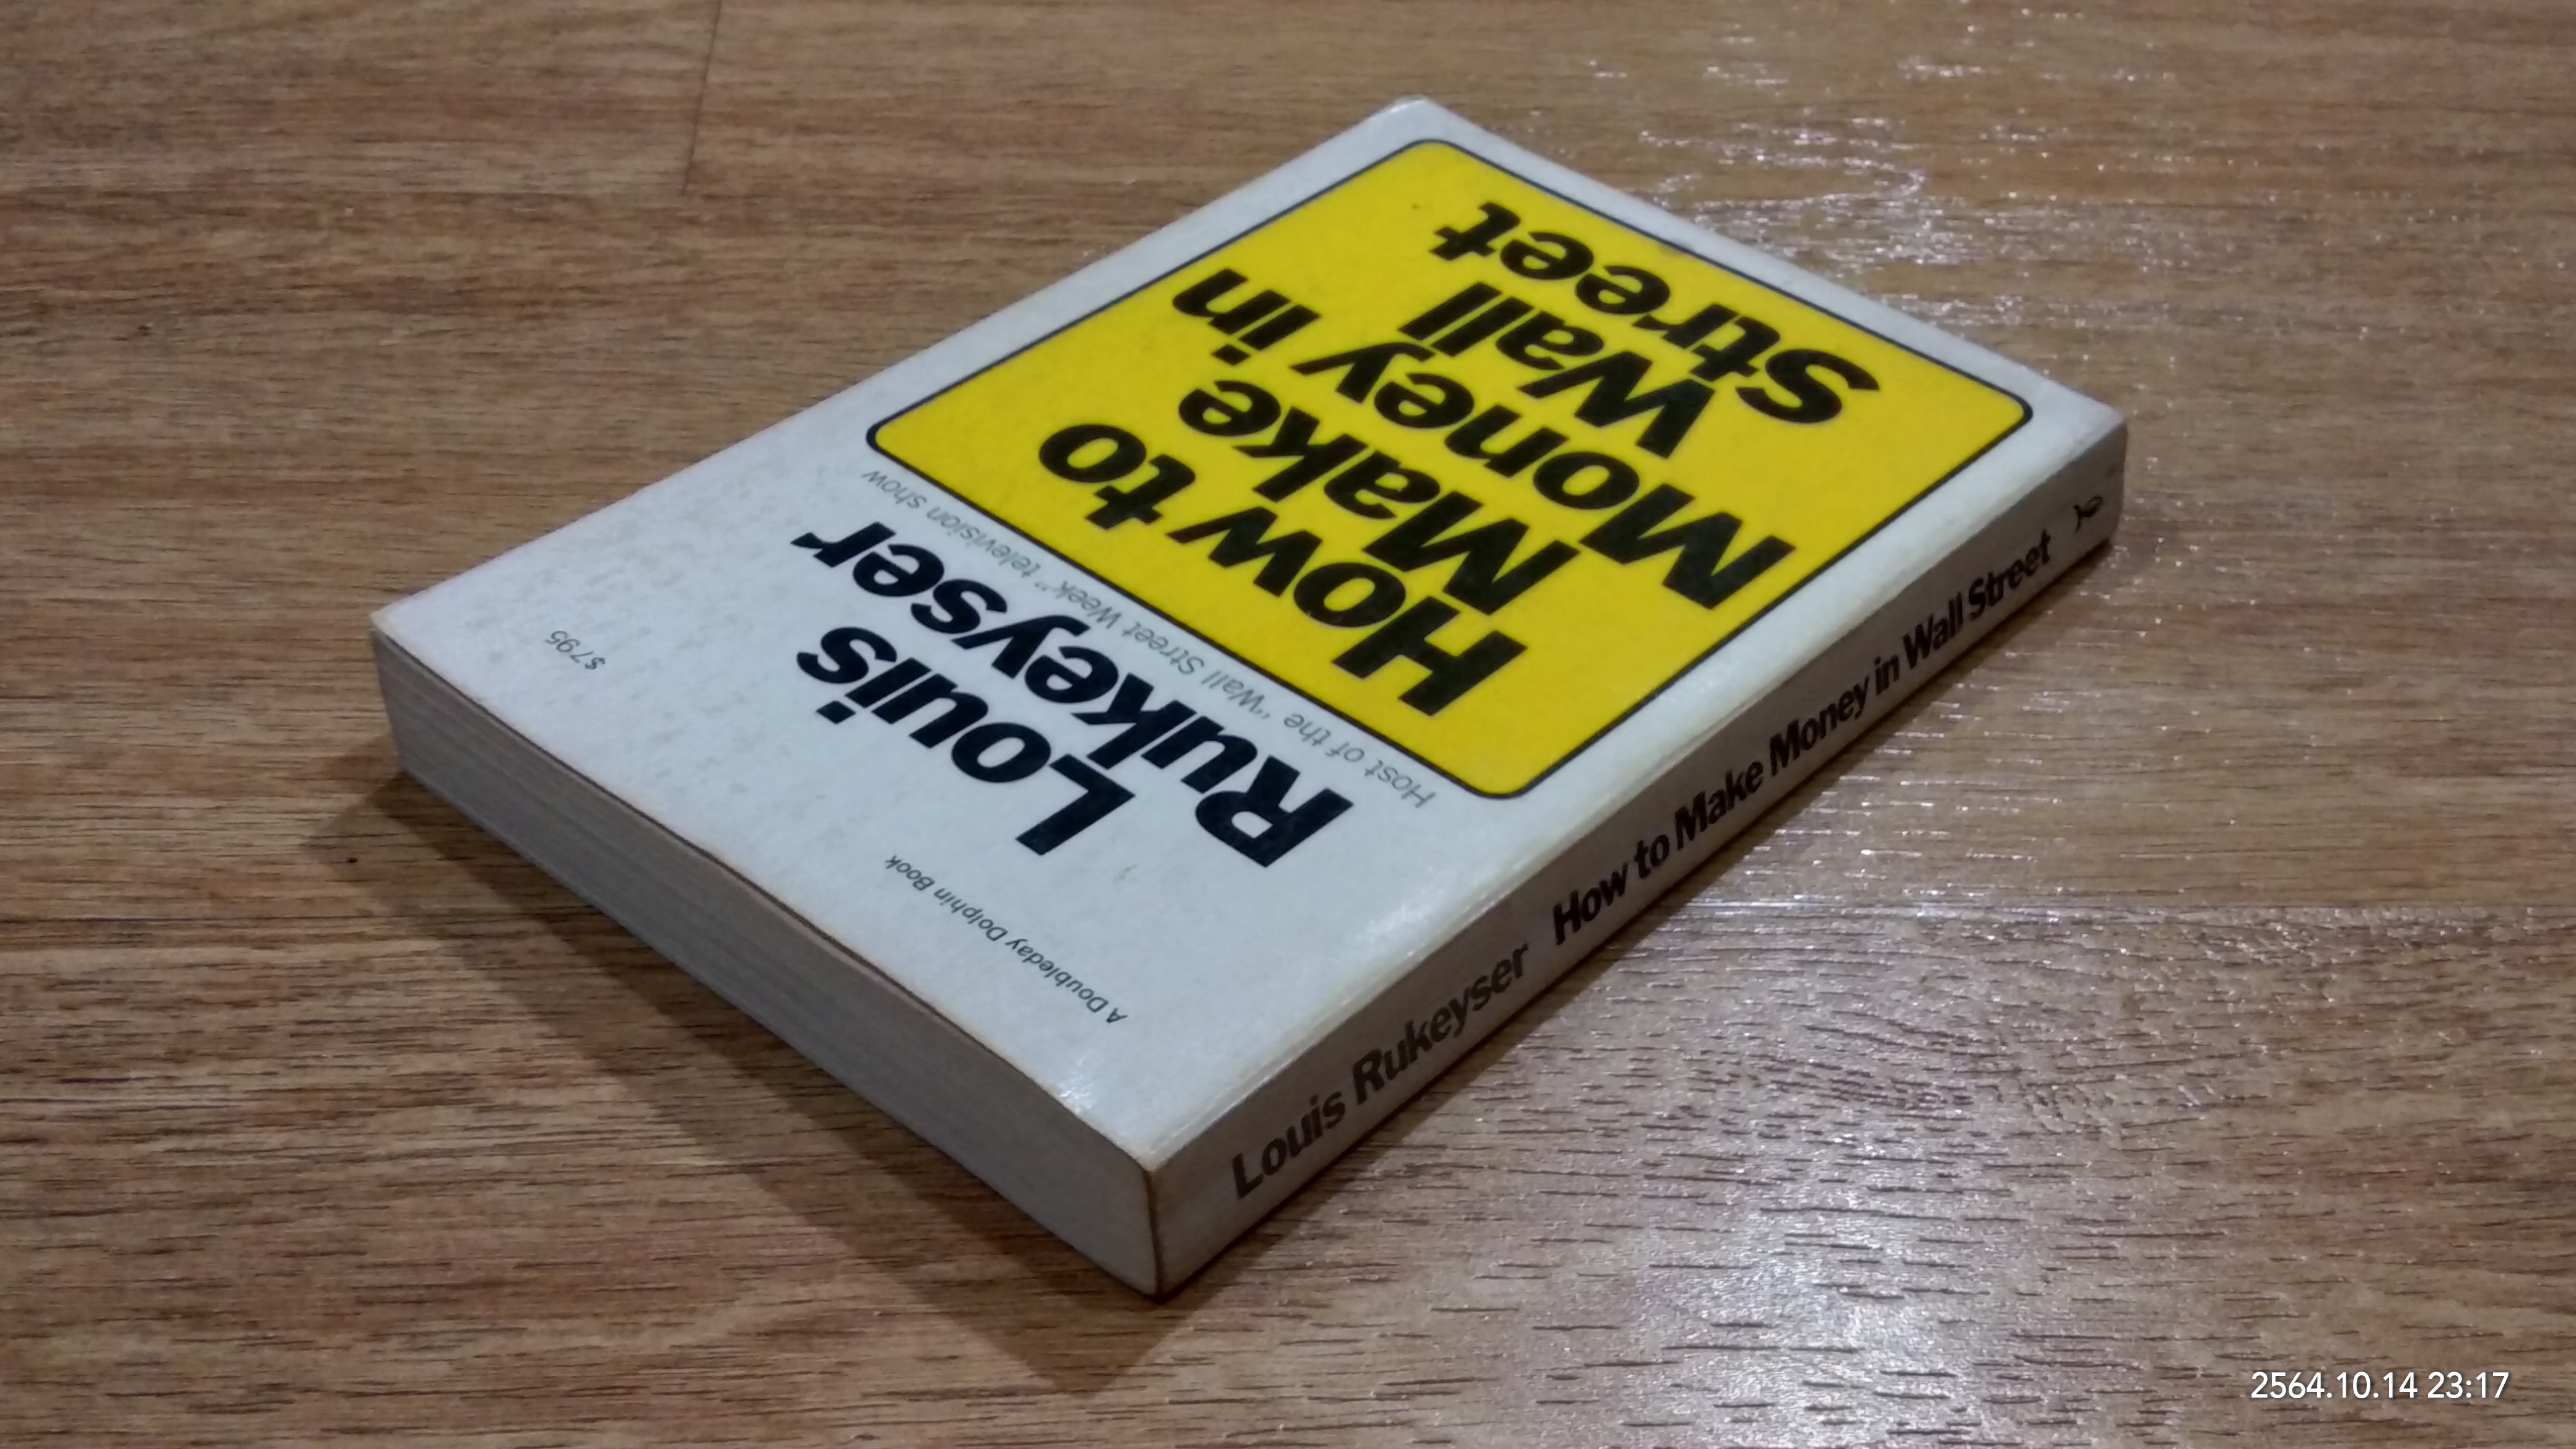 A Doubleday Dolphin Book
$795
Louis
Rukeyser
Host of the "Wall Street Week" television show
How to
Make
Money in
Wall
Street
Louis Rukeyser How to Make Money in Wall Street
2564.10.14 23:17